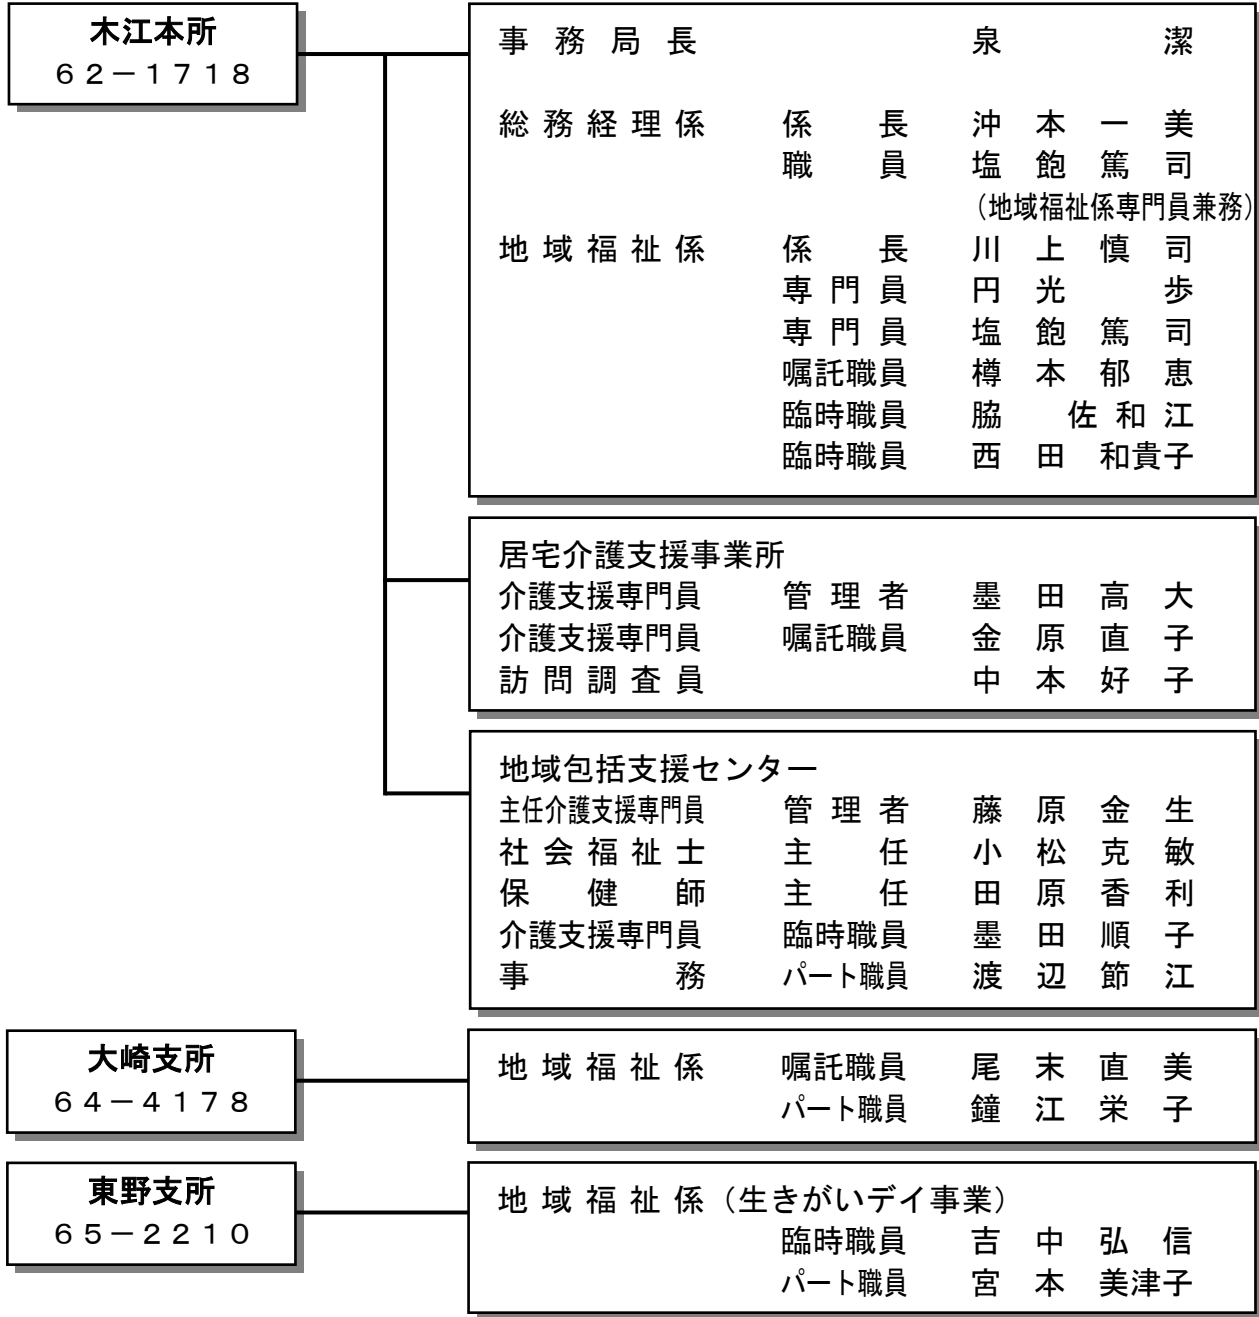 木江本所
６２－１７１８
事務局長 泉 潔
総務経理係 係長 沖本一美
職員 塩飽篤司
（地域福祉係専門員兼務）
地域福祉係 係長 川上慎司
専門員 円光 歩
専門員 塩飽篤司
嘱託職員 樽本郁恵
臨時職員 脇 佐和江
臨時職員 西田和貴子
居宅介護支援事業所
介護支援専門員 管理者 墨田高大
介護支援専門員 嘱託職員 金原直子
訪問調査員 中本好子
地域包括支援センター
主任介護支援専門員 管理者 藤原金生
社会福祉士 主任 小松克敏
保健師 主任 田原香利
介護支援専門員 臨時職員 墨田順子
事務 パート職員 渡辺節江
大崎支所
６４－４１７８
地域福祉係 嘱託職員 尾末直美
パート職員 鐘江栄子
東野支所
６５－２２１０
地域福祉係（生きがいデイ事業）
臨時職員 吉中弘信
パート職員 宮本美津子